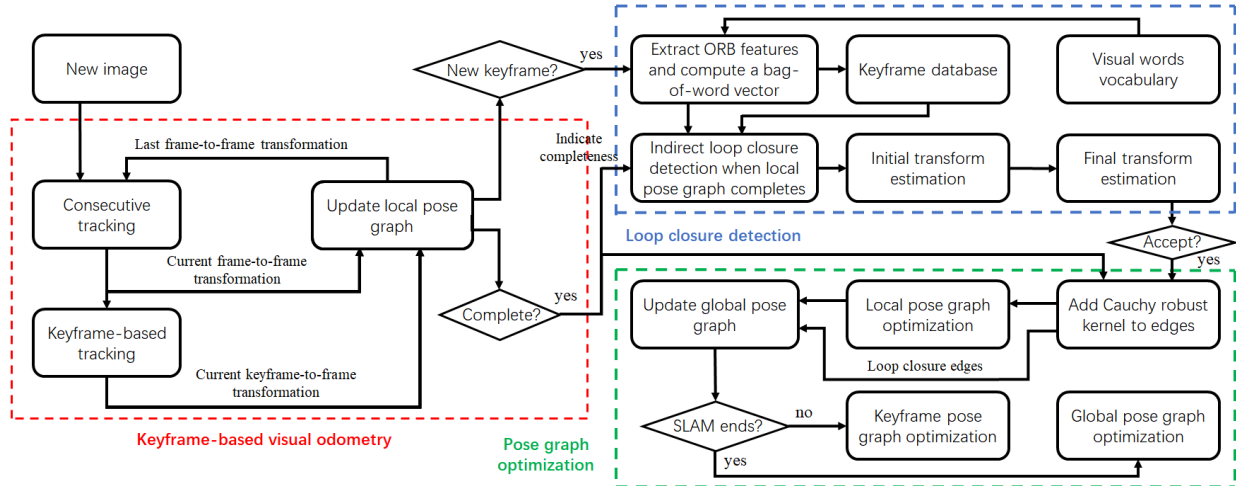 New image
New keyframe?
yes
Extract ORB features
and compute a bag-
of-word vector
Keyframe database
Visual words
vocabulary
Last frame-to-frame transformation
Indicate
completeness
Indirect loop closure
detection when local
pose graph completes
Initial transform
estimation
Final transform
estimation
Consecutive
tracking
Update local pose
graph
Loop closure detection
Accept?
yes
Current frame-to-frame
transformation
Keyframe-based
tracking
Complete?
yes
Update global pose
graph
Local pose graph
optimization
Add Cauchy robust
kernel to edges
Loop closure edges
Current keyframe-to-frame
transformation
SLAM ends?
no
yes
Keyframe pose
graph optimization
Global pose graph
optimization
Keyframe-based visual odometry
Pose graph
optimization